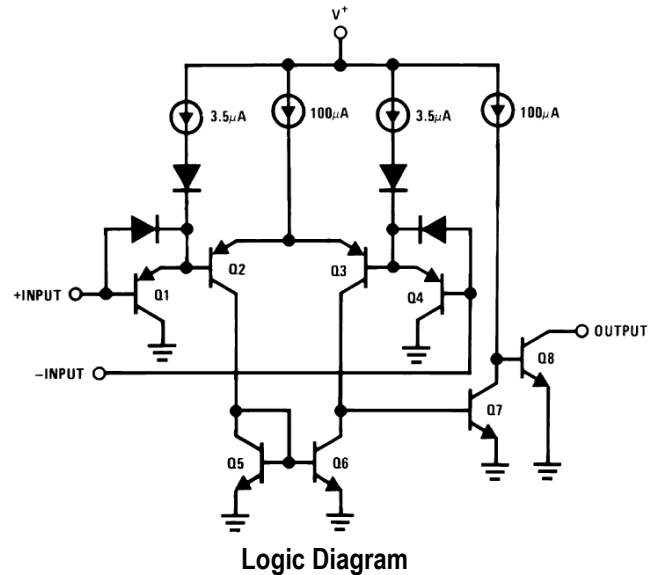 V+
3.5µA
100µA
3.5µA
100µA
Q2
Q3
+INPUT
Q1
Q4
OUTPUT
Q8
-INPUT
Q7
Q5
Q6
Logic Diagram